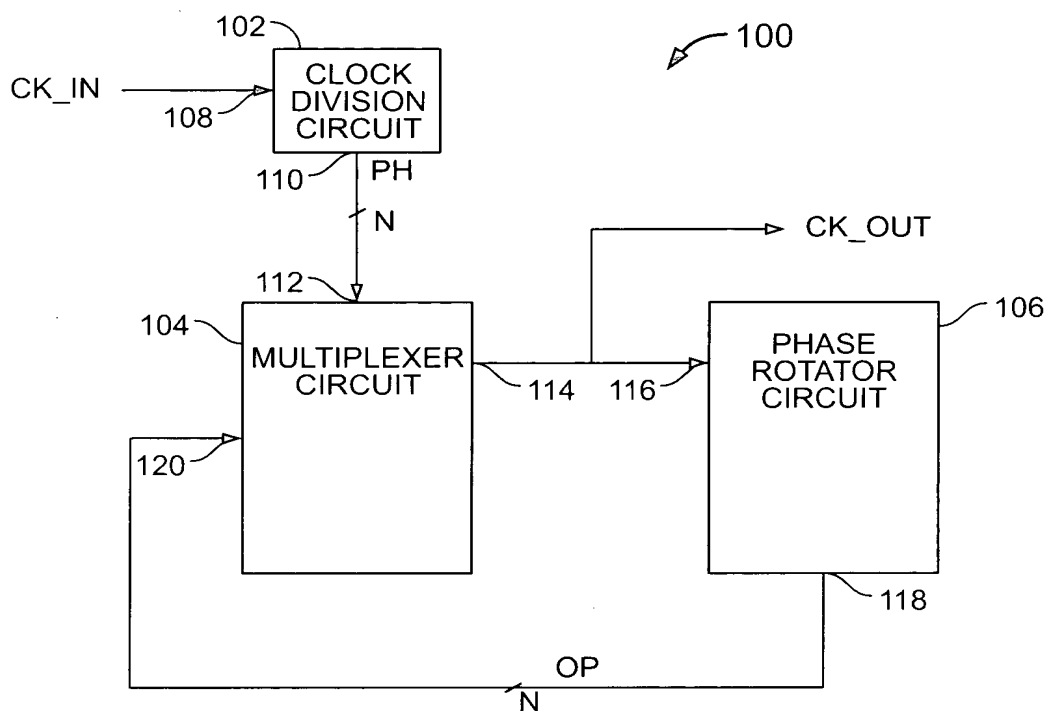 102
100
CK_IN
108
CLOCK
DIVISION
CIRCUIT
110
PH
N
CK_OUT
112
104
106
MULTIPLEXER
CIRCUIT
114
116
PHASE
ROTATOR
CIRCUIT
120
118
OP
N